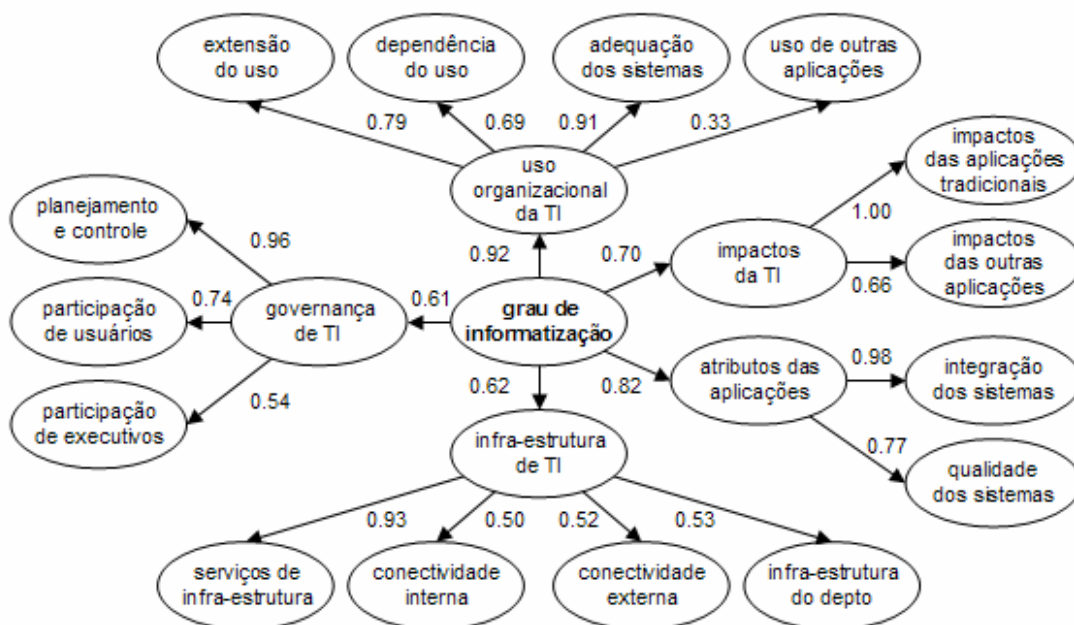 extensão
do uso
dependência
do uso
adequação
dos sistemas
uso de outras
aplicações
0.79
0.69
0.91
0.33
uso
organizacional
da TI
impactos
das aplicações
tradicionais
planejamento
e controle
0.96
0.92
0.70
impactos
da TI
1.00
impactos
das outras
aplicações
0.66
participação
de usuários
0.74
governança
de TI
0.61
grau de
informatização
participação
de executivos
0.54
0.62
0.82
atributos das
aplicações
0.98
integração
dos sistemas
0.77
qualidade
dos sistemas
infra-estrutura
de TI
0.93
0.50
0.52
0.53
serviços de
infra-estrutura
conectividade
interna
conectividade
externa
infra-estrutura
do depto